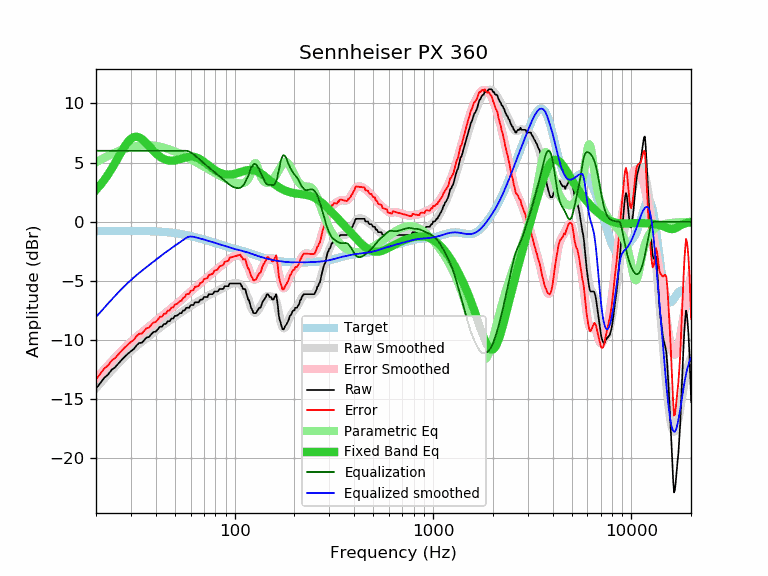 Sennheiser PX 360
Amplitude (dBr)
10
5
0
−5
−10
−15
−20
Target
Raw Smoothed
Error Smoothed
Raw
Error
Parametric Eq
Fixed Band Eq
Equalization
Equalized smoothed
100
1000
10000
Frequency (Hz)